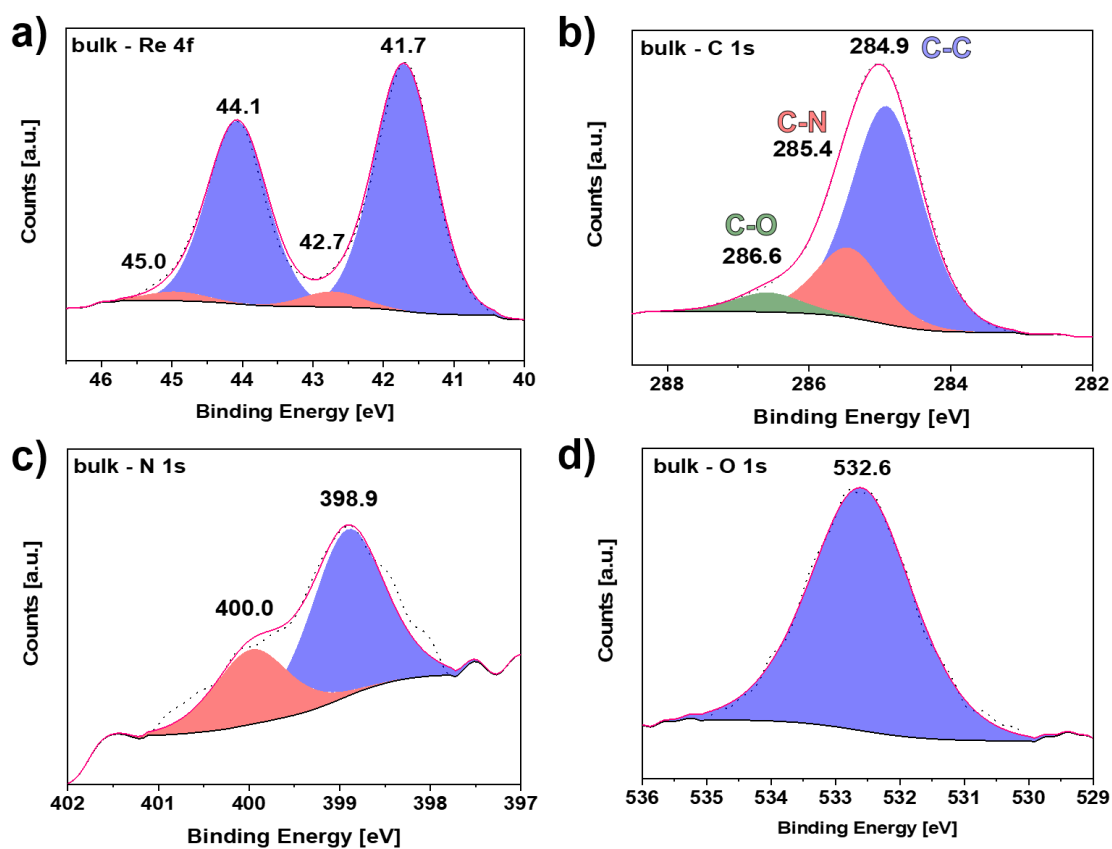 a)
bulk - Re 4f
41.7
44.1
45.0
42.7
Counts [a.u.]
46 45 44 43 42 41 40
Binding Energy [eV]
b)
bulk - C 1s
284.9 C-C
C-N
285.4
C-O
286.6
Counts [a.u.]
288 286 284 282
Binding Energy [eV]
c)
bulk - N 1s
398.9
400.0
Counts [a.u.]
402 401 400 399 398 397
Binding Energy [eV]
d)
bulk - O 1s
532.6
Counts [a.u.]
536 535 534 533 532 531 530 529
Binding Energy [eV]